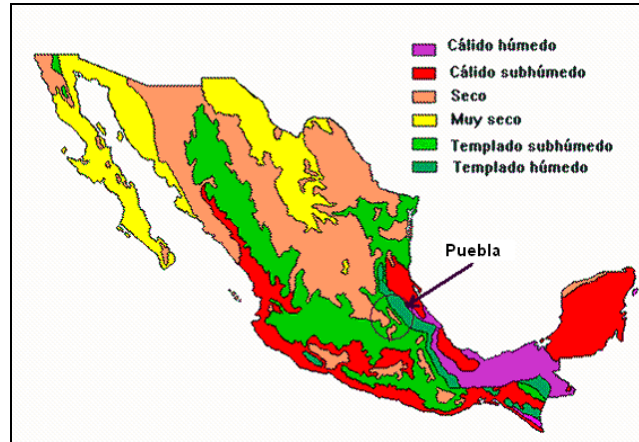 Cálido húmedo
Cálido subhúmedo
Seco
Muy seco
Templado subhúmedo
Templado húmedo
Puebla